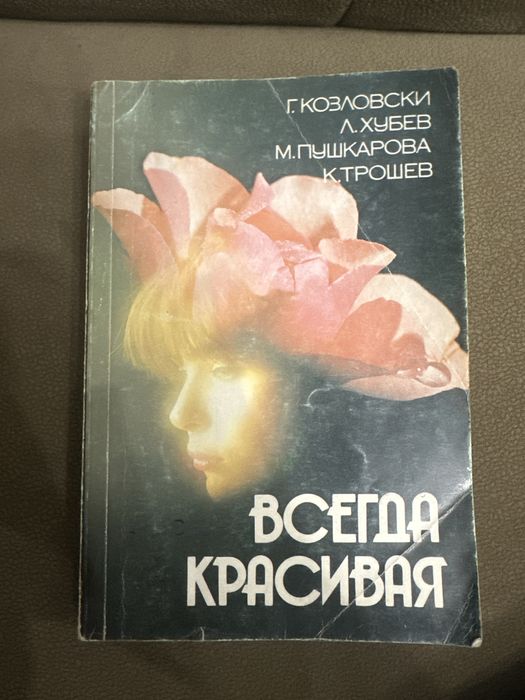 Г. КОЗЛОВСКИ
Л. ХУБЕВ
М. ПУШКАРОВА
К. ТРОШЕВ
ВСЕГДА
КРАСИВАЯ